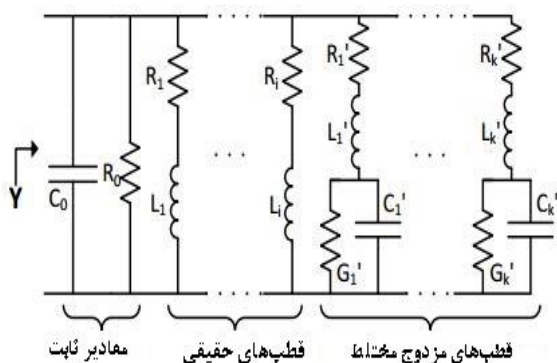 R₁
Rᵢ
R₁'
Rₖ'
L₁'
Lₖ'
Y
C₀
R₀
L₁
Lᵢ
C₁'
Cₖ'
G₁'
Gₖ'
مقادیر ثابت
قطب‌های حقیقی
قطب‌های مزدوج مختلط